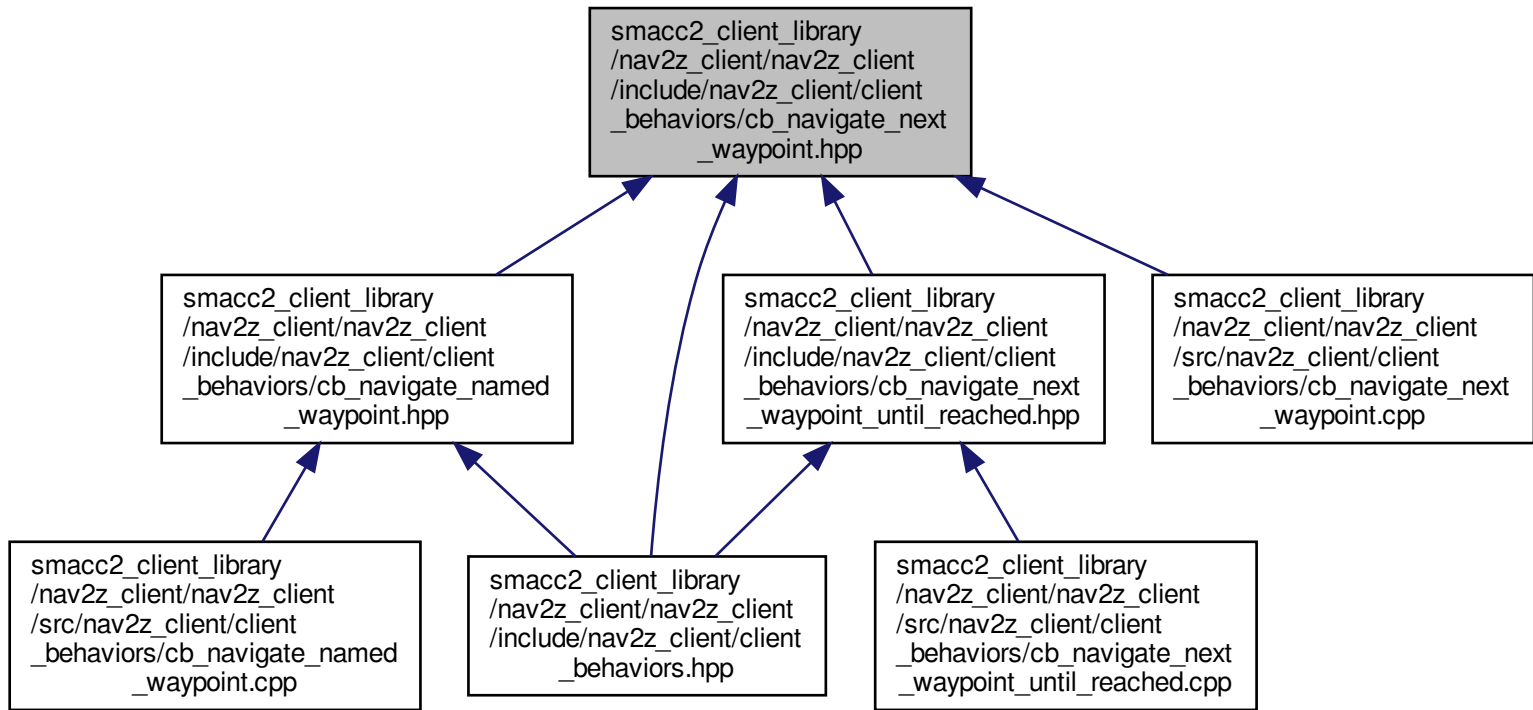 smacc2_client_library
/nav2z_client/nav2z_client
/include/nav2z_client/client
_behaviors/cb_navigate_next
_waypoint.hpp
smacc2_client_library
/nav2z_client/nav2z_client
/include/nav2z_client/client
_behaviors/cb_navigate_named
_waypoint.hpp
smacc2_client_library
/nav2z_client/nav2z_client
/include/nav2z_client/client
_behaviors/cb_navigate_next
_waypoint_until_reached.hpp
smacc2_client_library
/nav2z_client/nav2z_client
/src/nav2z_client/client
_behaviors/cb_navigate_next
_waypoint.cpp
smacc2_client_library
/nav2z_client/nav2z_client
/src/nav2z_client/client
_behaviors/cb_navigate_named
_waypoint.cpp
smacc2_client_library
/nav2z_client/nav2z_client
/include/nav2z_client/client
_behaviors.hpp
smacc2_client_library
/nav2z_client/nav2z_client
/src/nav2z_client/client
_behaviors/cb_navigate_next
_waypoint_until_reached.cpp